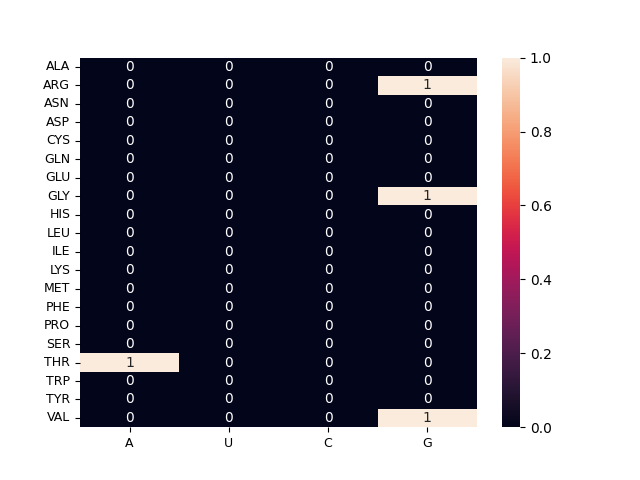 ALA 0 0 0 0
ARG 0 0 0 1
ASN 0 0 0 0
ASP 0 0 0 0
CYS 0 0 0 0
GLN 0 0 0 0
GLU 0 0 0 0
GLY 0 0 0 1
HIS 0 0 0 0
LEU 0 0 0 0
ILE 0 0 0 0
LYS 0 0 0 0
MET 0 0 0 0
PHE 0 0 0 0
PRO 0 0 0 0
SER 0 0 0 0
THR 1 0 0 0
TRP 0 0 0 0
TYR 0 0 0 0
VAL 0 0 0 1
A U C G
1.0
0.8
0.6
0.4
0.2
0.0